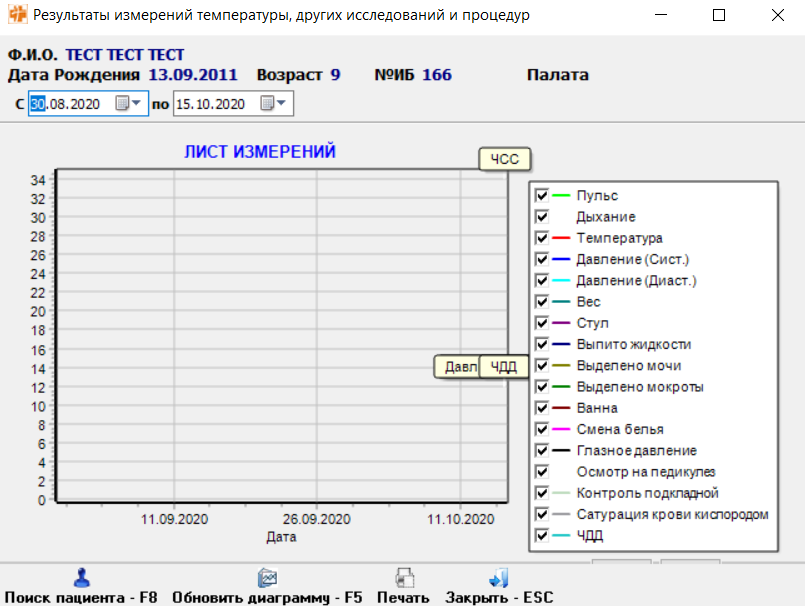 Результаты измерений температуры, других исследований и процедур
Ф.И.О. ТЕСТ ТЕСТ ТЕСТ
Дата Рождения 13.09.2011 Возраст 9 №ИБ 166 Палата
С 30.08.2020 по 15.10.2020
ЛИСТ ИЗМЕРЕНИЙ
ЧСС
34
32
30
28
26
24
22
20
18
16
14
12
10
8
6
4
2
0
Давл
ЧДД
11.09.2020 26.09.2020 11.10.2020
Дата
Пульс
Дыхание
Температура
Давление (Сист.)
Давление (Диаст.)
Вес
Стул
Выпито жидкости
Выделено мочи
Выделено мокроты
Ванна
Смена белья
Глазное давление
Осмотр на педикулез
Контроль подкладной
Сатурация крови кислородом
ЧДД
Поиск пациента - F8 Обновить диаграмму - F5 Печать Закрыть - ESC